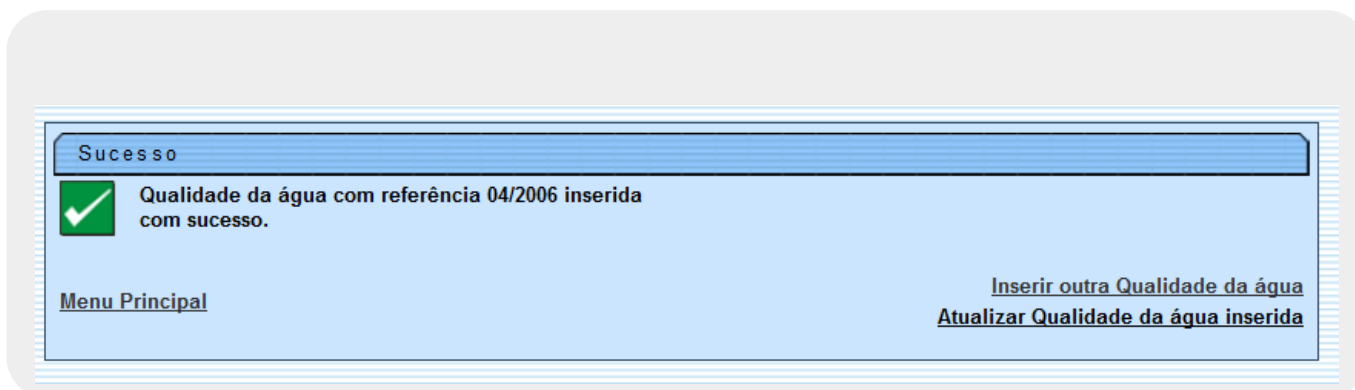 Sucesso
Qualidade da água com referência 04/2006 inserida
com sucesso.
Menu Principal
Inserir outra Qualidade da água
Atualizar Qualidade da água inserida